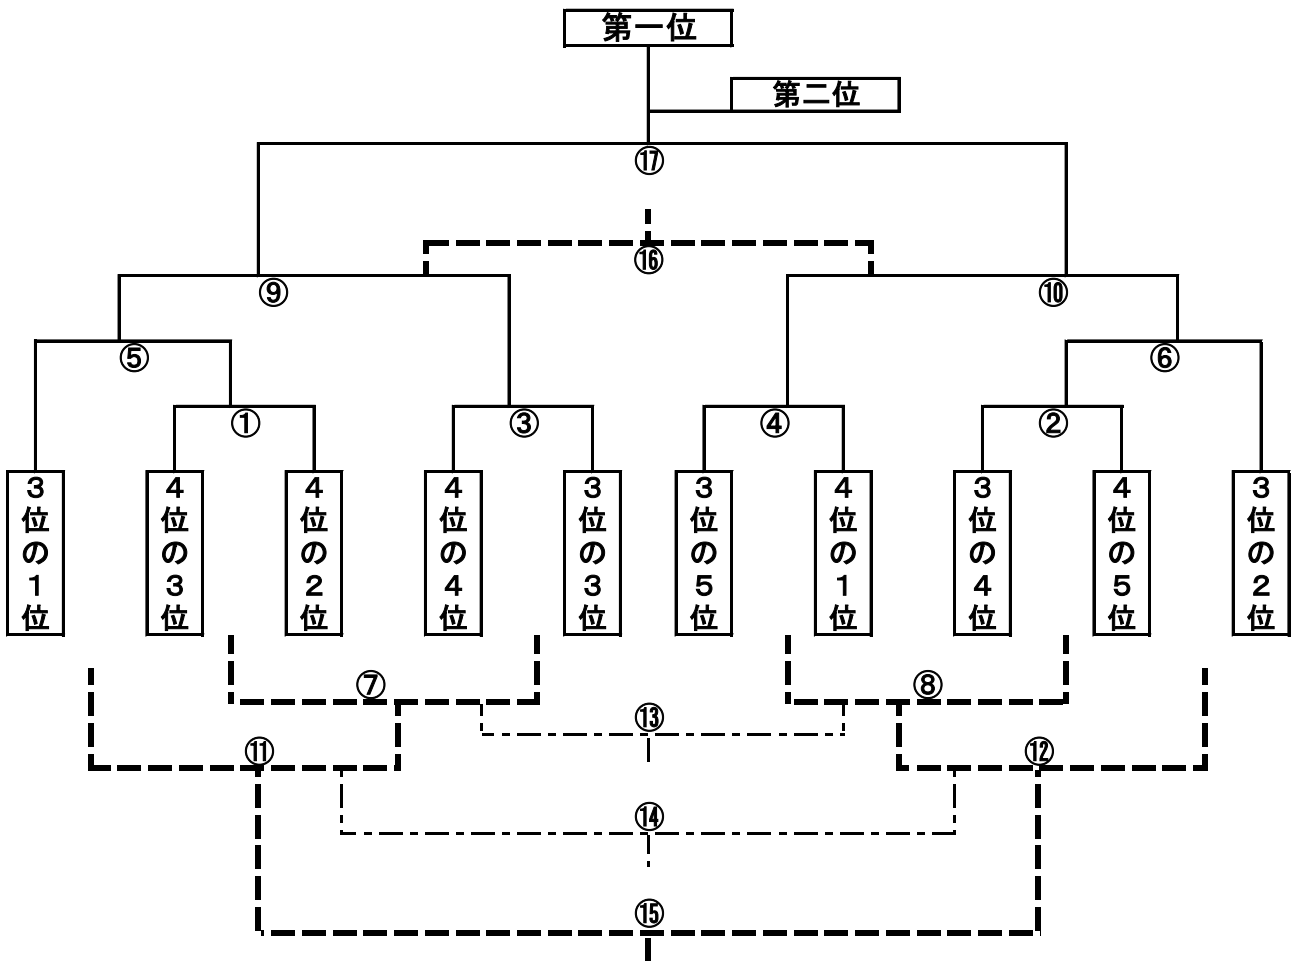 第一位
第二位
⑰
⑯
⑨
⑩
⑤
⑥
①
③
④
②
3位の1位
4位の3位
4位の2位
4位の4位
3位の3位
3位の5位
4位の1位
3位の4位
4位の5位
3位の2位
⑦
⑧
⑬
⑪
⑫
⑭
⑮